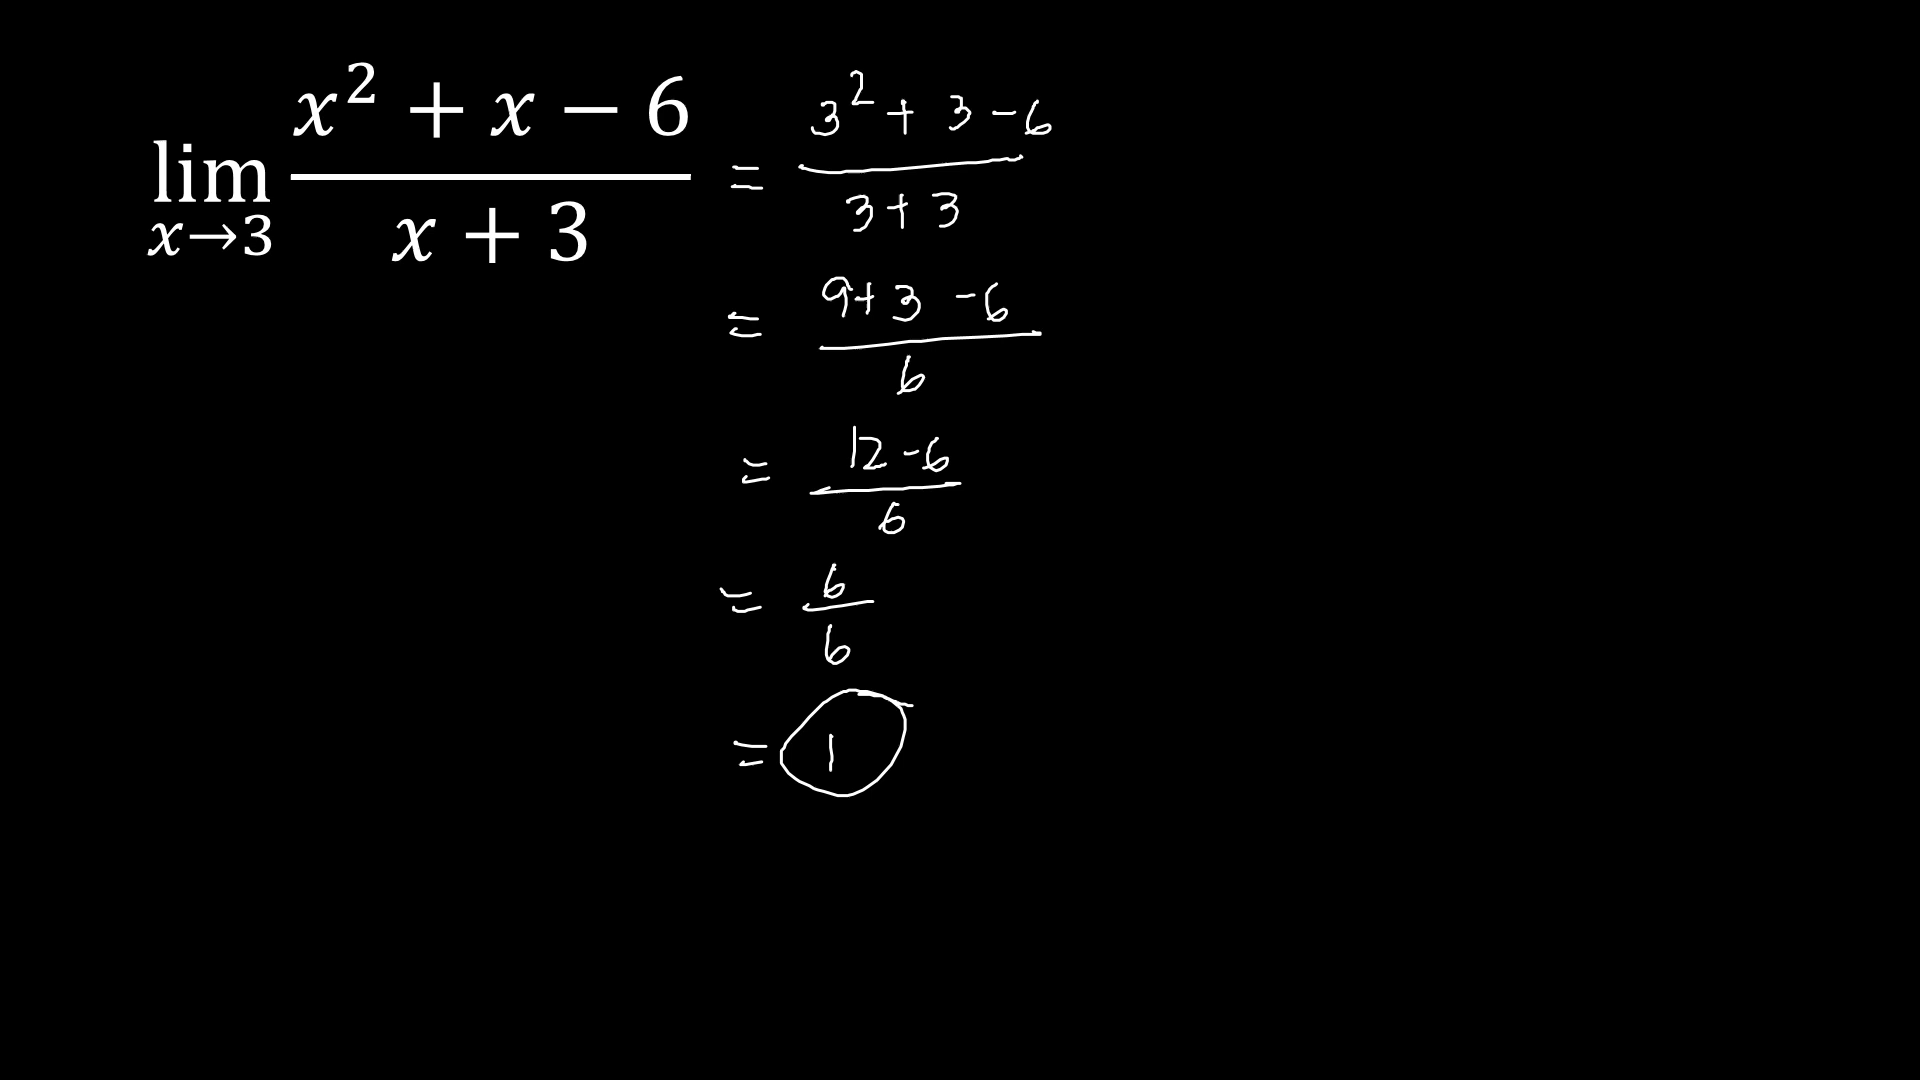 lim x→3 (x² + x − 6)/(x + 3) = (3² + 3 − 6)/(3 + 3)
= (9 + 3 − 6)/6
= (12 − 6)/6
= 6/6
= 1